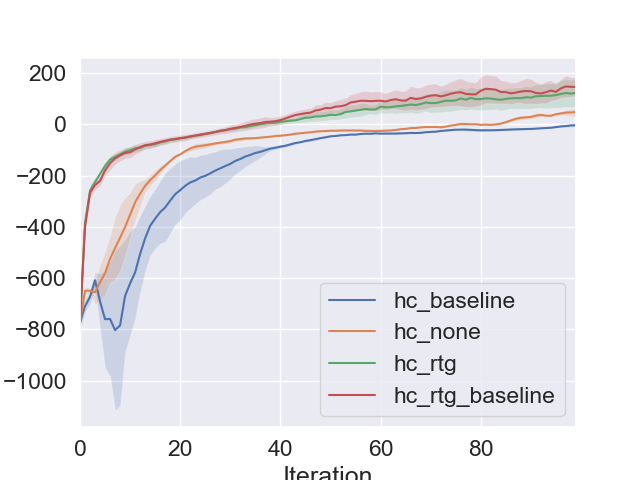 200
0
−200
−400
−600
−800
−1000
hc_baseline
hc_none
hc_rtg
hc_rtg_baseline
0 20 40 60 80
Iteration